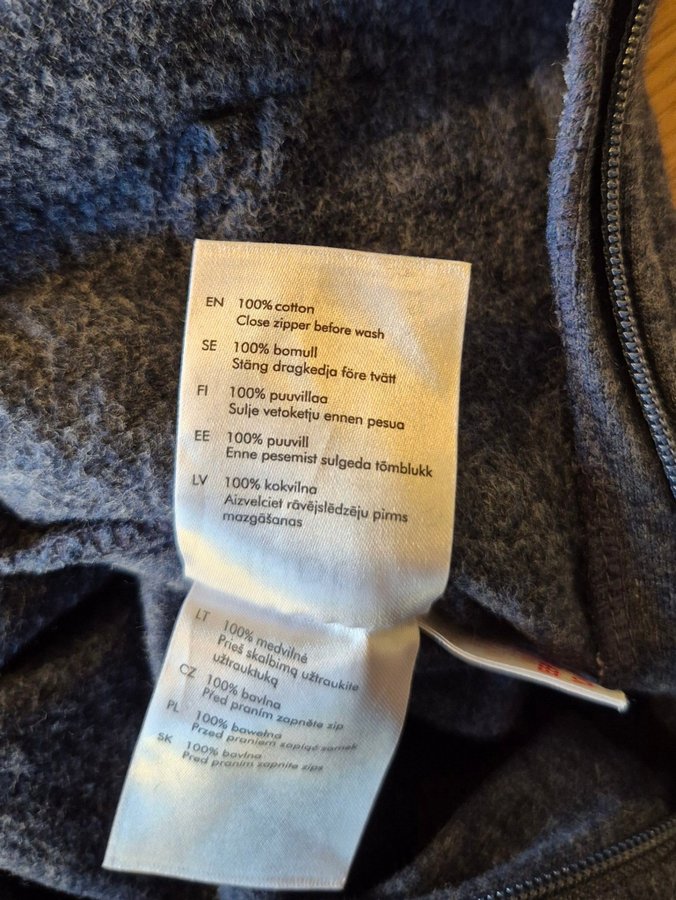 EN 100% cotton
Close zipper before wash
SE 100% bomull
Stäng dragkedja före tvätt
FI 100% puuvillaa
Sulje vetoketju ennen pesua
EE 100% puuvill
Enne pesemist sulgeda tõmblukk
LV 100% kokvilna
Aizvelciet rāvējslēdzēju pirms
mazgāšanas
LT 100% medvilnė
Prieš skalbimą užtraukite
užtrauktuką
CZ 100% bavlna
Před praním zapněte zip
PL 100% bawełna
Przed praniem zapiąć zamek
SK 100% bavlna
Pred praním zapnite zips